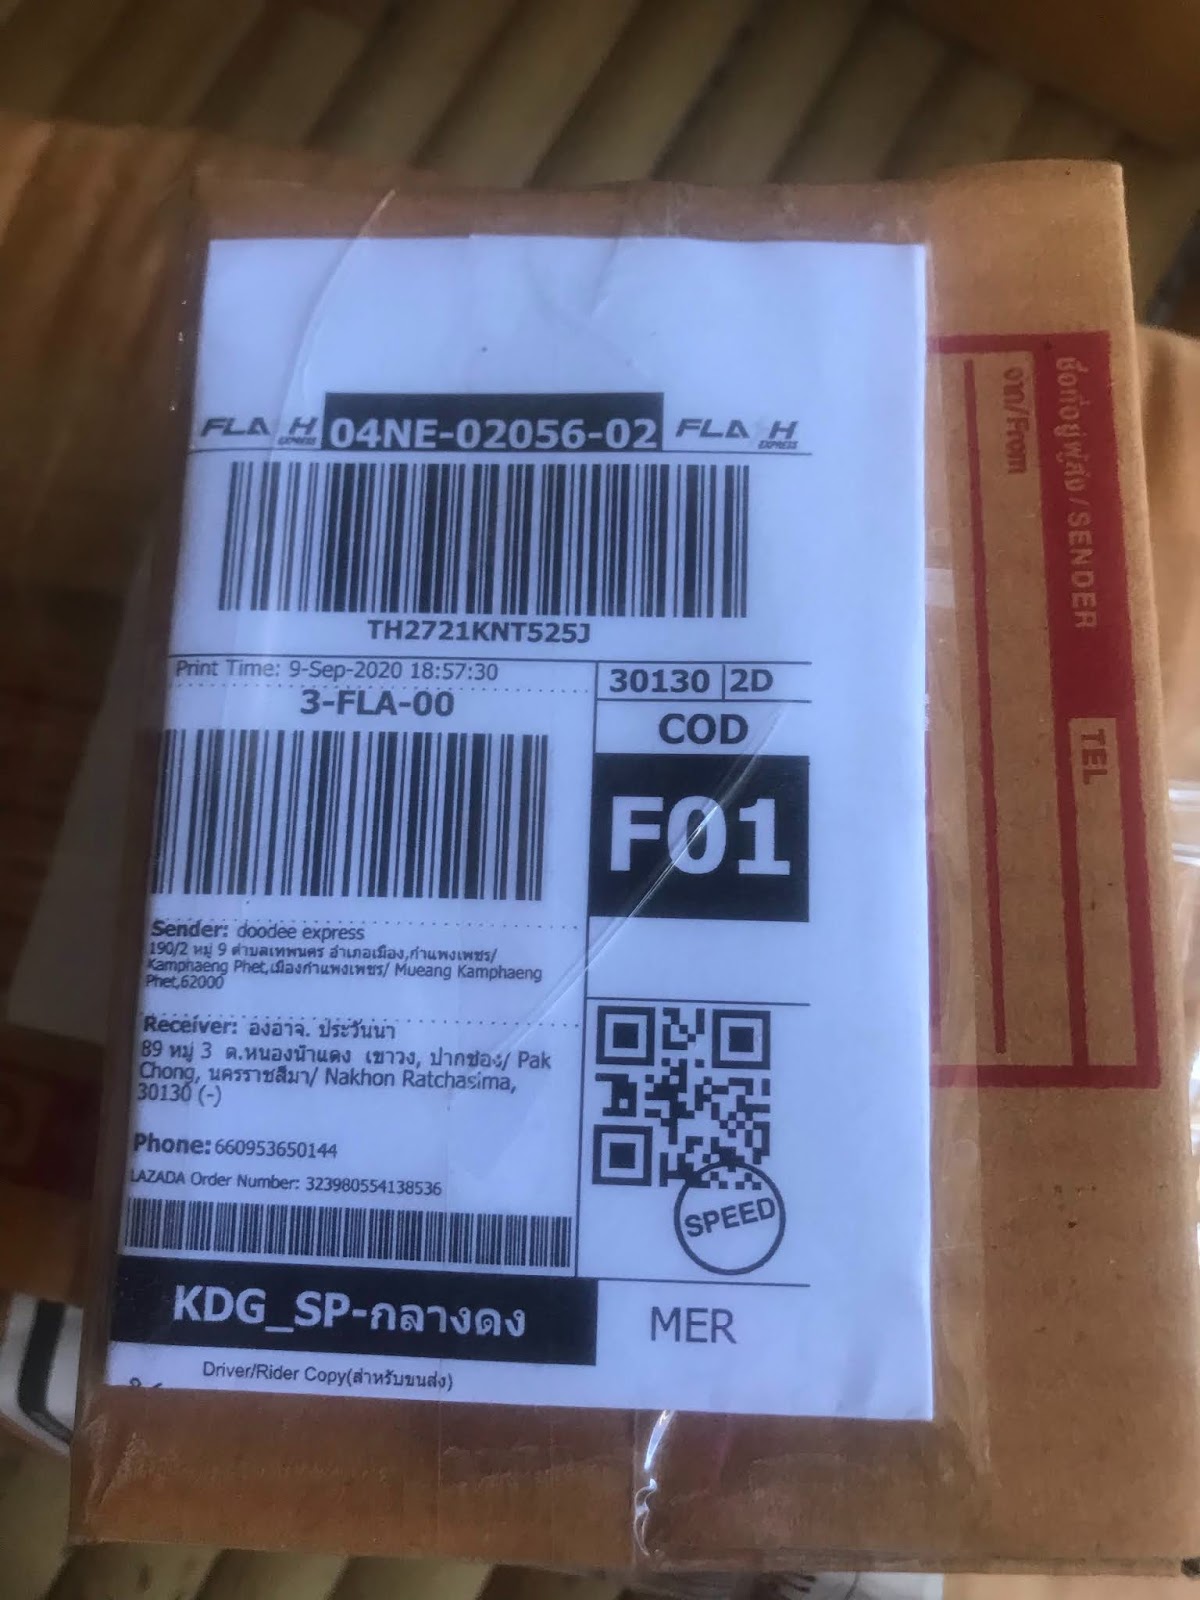 FLASH EXPRESS 04NE-02056-02 FLASH EXPRESS
TH2721KNT525J
Print Time: 9-Sep-2020 18:57:30
30130 2D
3-FLA-00
COD
F01
Sender: doodee express
190/2 หมู่ 9 ตำบลเทพนคร อำเภอเมือง,กำแพงเพชร/
Kamphaeng Phet,เมืองกำแพงเพชร/ Mueang Kamphaeng
Phet,62000
Receiver: องอาจ. ประวันนา
89 หมู่ 3 ต.หนองน้ำแดง เขาวง, ปากช่อง/ Pak
Chong, นครราชสีมา/ Nakhon Ratchasima,
30130 (-)
Phone: 660953650144
LAZADA Order Number: 323980554138536
SPEED
KDG_SP-กลางดง
MER
Driver/Rider Copy(สำหรับขนส่ง)
ชื่อที่อยู่ผู้ส่ง / SENDER
จาก/From
TEL